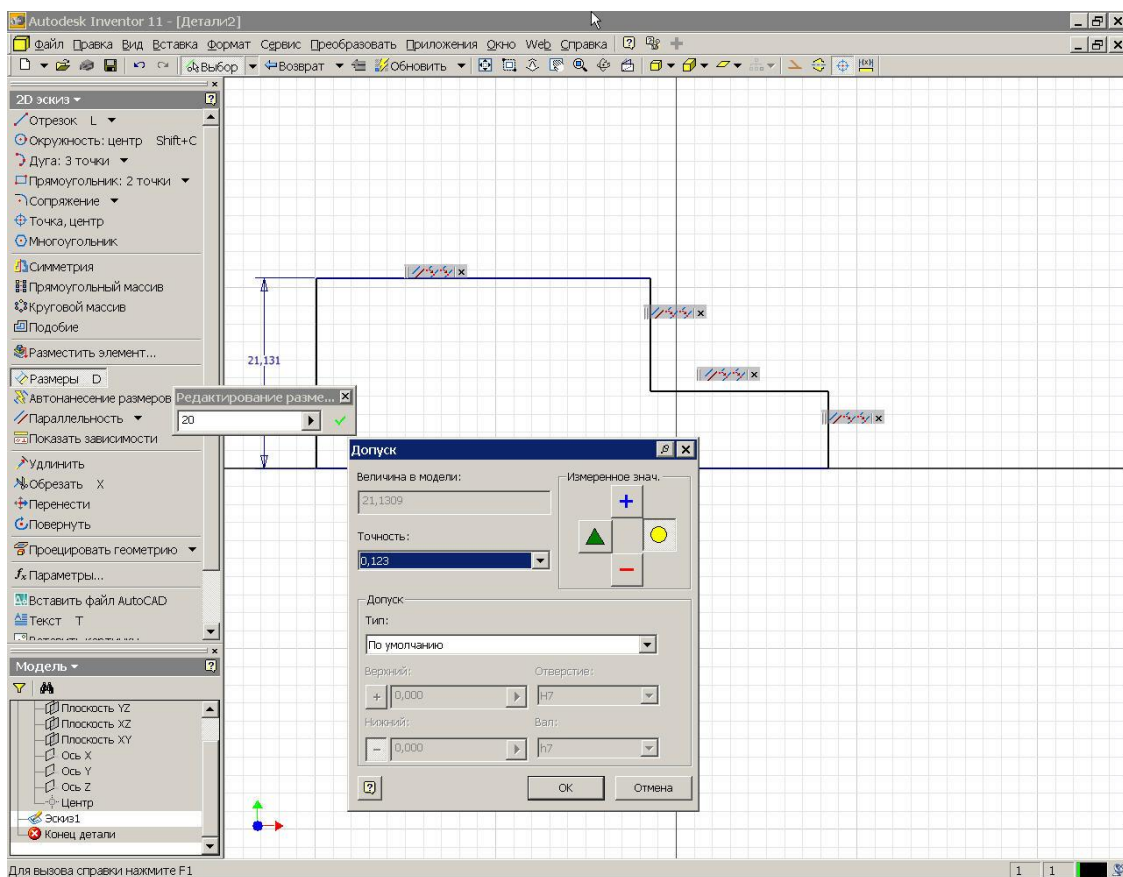 Autodesk Inventor 11 - [Детали2]
Файл Правка Вид Вставка Формат Сервис Преобразовать Приложения Окно Web Справка
Выбор Возврат Обновить
2D эскиз
Отрезок L
Окружность: центр Shift+C
Дуга: 3 точки
Прямоугольник: 2 точки
Сопряжение
Точка, центр
Многоугольник
Симметрия
Прямоугольный массив
Круговой массив
Подобие
Разместить элемент...
Размеры D
Автонанесение размеров
Параллельность
Показать зависимости
Удлинить
Обрезать X
Перенести
Повернуть
Проецировать геометрию
fx Параметры...
Вставить файл AutoCAD
Текст T
Модель
Плоскость YZ
Плоскость XZ
Плоскость XY
Ось X
Ось Y
Ось Z
Центр
Эскиз1
Конец детали
21,131
Редактирование разме...
20
Допуск
Величина в модели:
21,1309
Точность:
0,123
Измеренное знач.
Допуск
Тип:
По умолчанию
Верхний:
Отверстие:
+ 0,000
H7
Нижний:
Вал:
- 0,000
h7
OK
Отмена
Для вызова справки нажмите F1
1 1